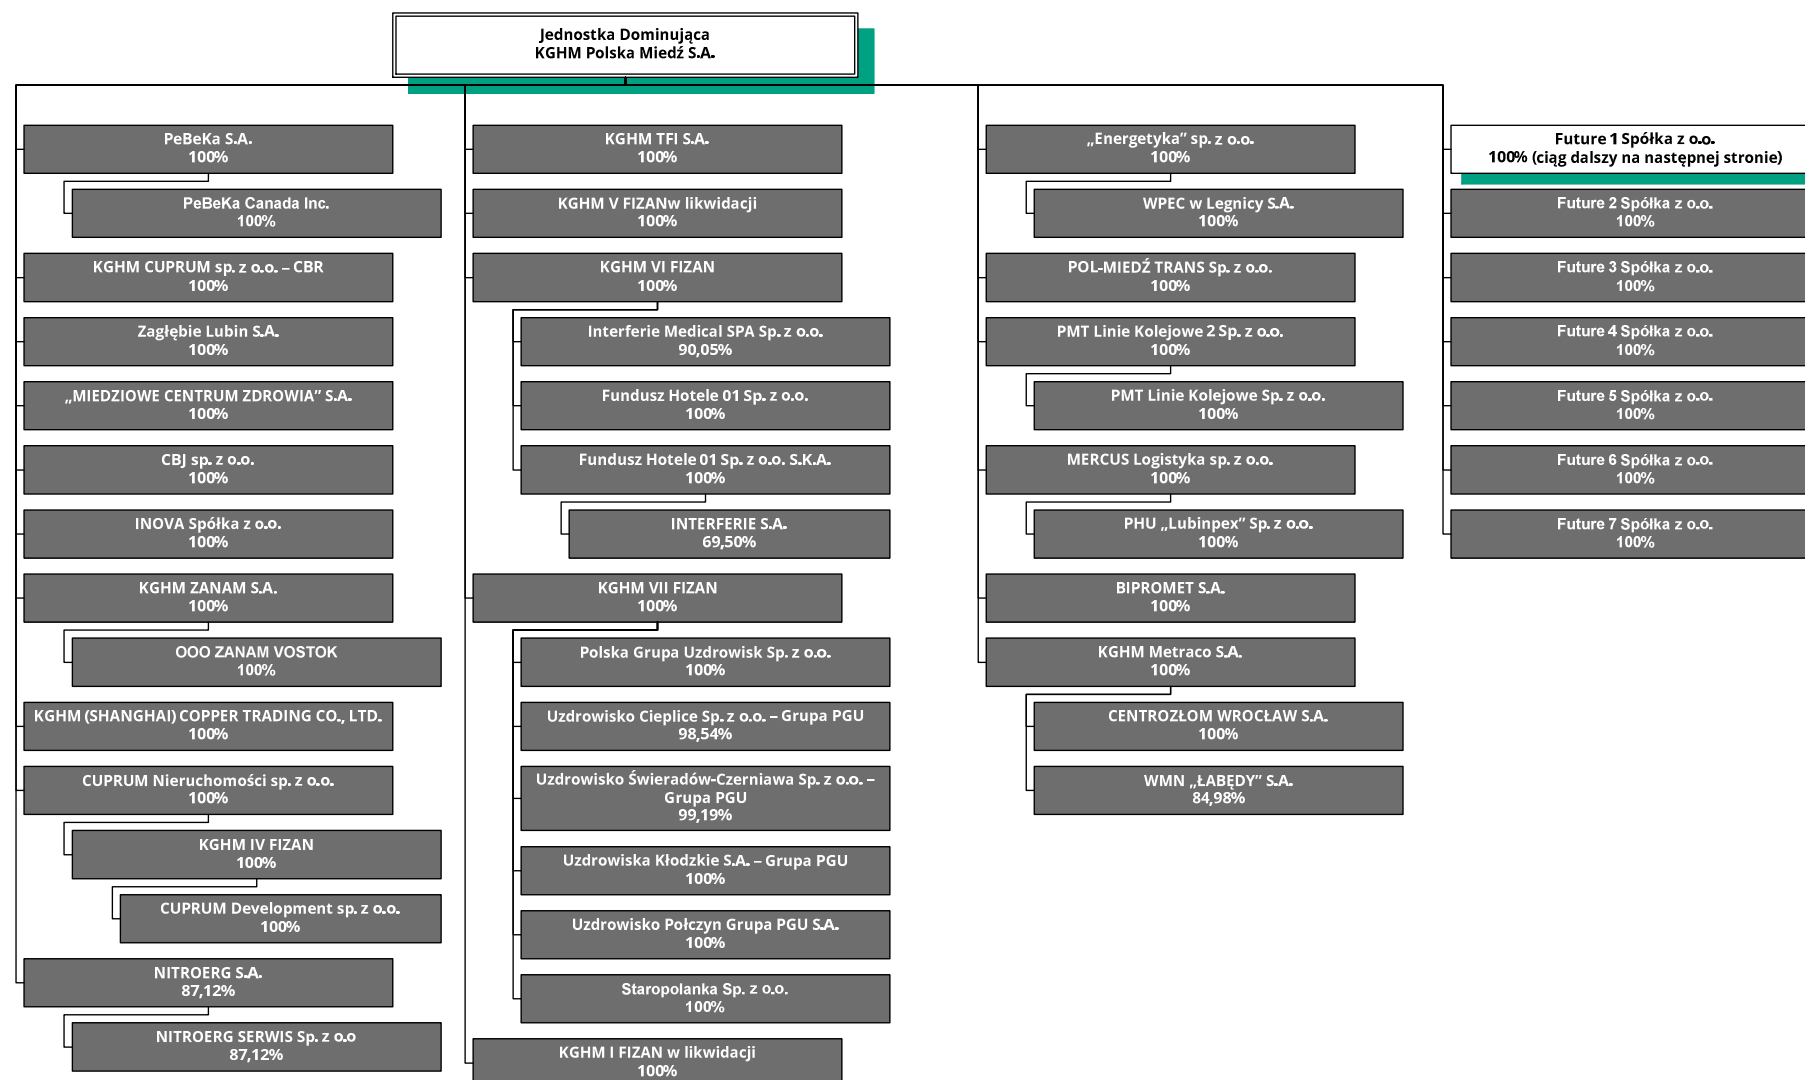 Jednostka Dominująca
KGHM Polska Miedź S.A.
PeBeKa S.A.
100%
PeBeKa Canada Inc.
100%
KGHM CUPRUM sp. z o.o. – CBR
100%
Zagłębie Lubin S.A.
100%
„MIEDZIOWE CENTRUM ZDROWIA” S.A.
100%
CBJ sp. z o.o.
100%
INOVA Spółka z o.o.
100%
KGHM ZANAM S.A.
100%
OOO ZANAM VOSTOK
100%
KGHM (SHANGHAI) COPPER TRADING CO., LTD.
100%
CUPRUM Nieruchomości sp. z o.o.
100%
KGHM IV FIZAN
100%
CUPRUM Development sp. z o.o.
100%
NITROERG S.A.
87,12%
NITROERG SERWIS Sp. z o.o
87,12%
KGHM TFI S.A.
100%
KGHM V FIZANw likwidacji
100%
KGHM VI FIZAN
100%
Interferie Medical SPA Sp. z o.o.
90,05%
Fundusz Hotele 01 Sp. z o.o.
100%
Fundusz Hotele 01 Sp. z o.o. S.K.A.
100%
INTERFERIE S.A.
69,50%
KGHM VII FIZAN
100%
Polska Grupa Uzdrowisk Sp. z o.o.
100%
Uzdrowisko Cieplice Sp. z o.o. – Grupa PGU
98,54%
Uzdrowisko Świeradów-Czerniawa Sp. z o.o. –
Grupa PGU
99,19%
Uzdrowiska Kłodzkie S.A. – Grupa PGU
100%
Uzdrowisko Połczyn Grupa PGU S.A.
100%
Staropolanka Sp. z o.o.
100%
KGHM I FIZAN w likwidacji
100%
„Energetyka” sp. z o.o.
100%
WPEC w Legnicy S.A.
100%
POL-MIEDŹ TRANS Sp. z o.o.
100%
PMT Linie Kolejowe 2 Sp. z o.o.
100%
PMT Linie Kolejowe Sp. z o.o.
100%
MERCUS Logistyka sp. z o.o.
100%
PHU „Lubinpex” Sp. z o.o.
100%
BIPROMET S.A.
100%
KGHM Metraco S.A.
100%
CENTROZŁOM WROCŁAW S.A.
100%
WMN „ŁABĘDY” S.A.
84,98%
Future 1 Spółka z o.o.
100% (ciąg dalszy na następnej stronie)
Future 2 Spółka z o.o.
100%
Future 3 Spółka z o.o.
100%
Future 4 Spółka z o.o.
100%
Future 5 Spółka z o.o.
100%
Future 6 Spółka z o.o.
100%
Future 7 Spółka z o.o.
100%